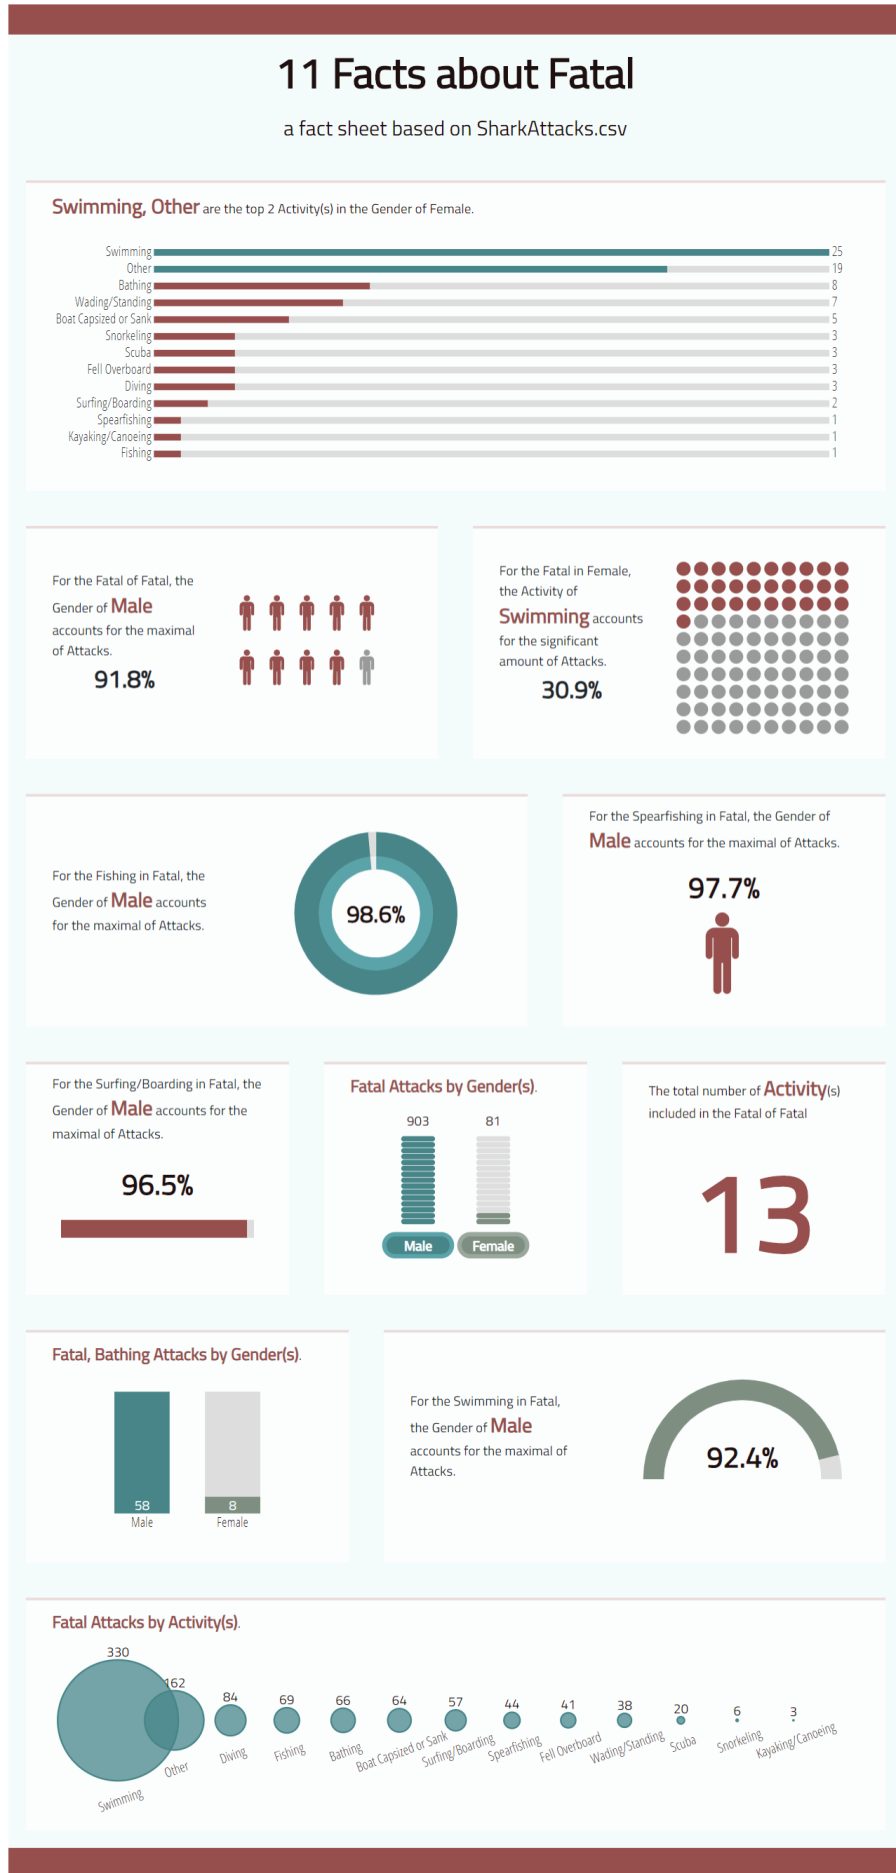 11 Facts about Fatal
a fact sheet based on SharkAttacks.csv
Swimming, Other are the top 2 Activity(s) in the Gender of Female.
Swimming 25
Other 19
Bathing 8
Wading/Standing 7
Boat Capsized or Sank 5
Snorkeling 3
Scuba 3
Fell Overboard 3
Diving 3
Surfing/Boarding 2
Spearfishing 1
Kayaking/Canoeing 1
Fishing 1
For the Fatal of Fatal, the
Gender of Male
accounts for the maximal
of Attacks.
91.8%
For the Fatal in Female,
the Activity of
Swimming accounts
for the significant
amount of Attacks.
30.9%
For the Fishing in Fatal, the
Gender of Male accounts
for the maximal of Attacks.
98.6%
For the Spearfishing in Fatal, the Gender of
Male accounts for the maximal of Attacks.
97.7%
For the Surfing/Boarding in Fatal, the
Gender of Male accounts for the
maximal of Attacks.
96.5%
Fatal Attacks by Gender(s).
903 81
Male Female
The total number of Activity(s)
included in the Fatal of Fatal
13
Fatal, Bathing Attacks by Gender(s).
58 8
Male Female
For the Swimming in Fatal,
the Gender of Male
accounts for the maximal of
Attacks.
92.4%
Fatal Attacks by Activity(s).
330 162 84 69 66 64 57 44 41 38 20 6 3
Swimming Other Diving Fishing Bathing Boat Capsized or Sank Surfing/Boarding Spearfishing Fell Overboard Wading/Standing Scuba Snorkeling Kayaking/Canoeing